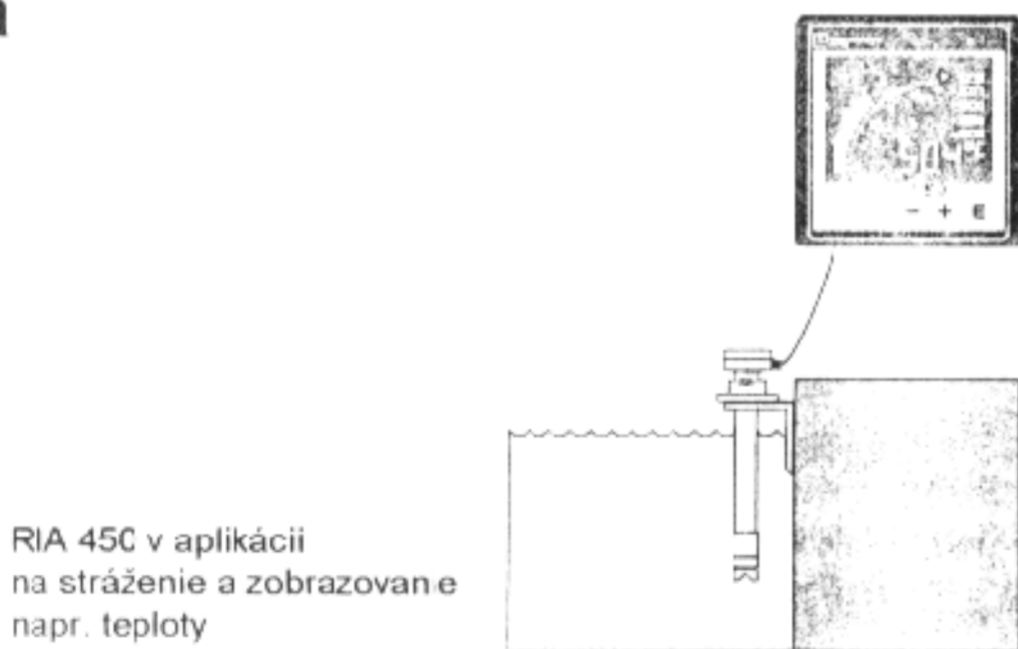 − + E
RIA 450 v aplikácii
na stráženie a zobrazovanie
napr. teploty